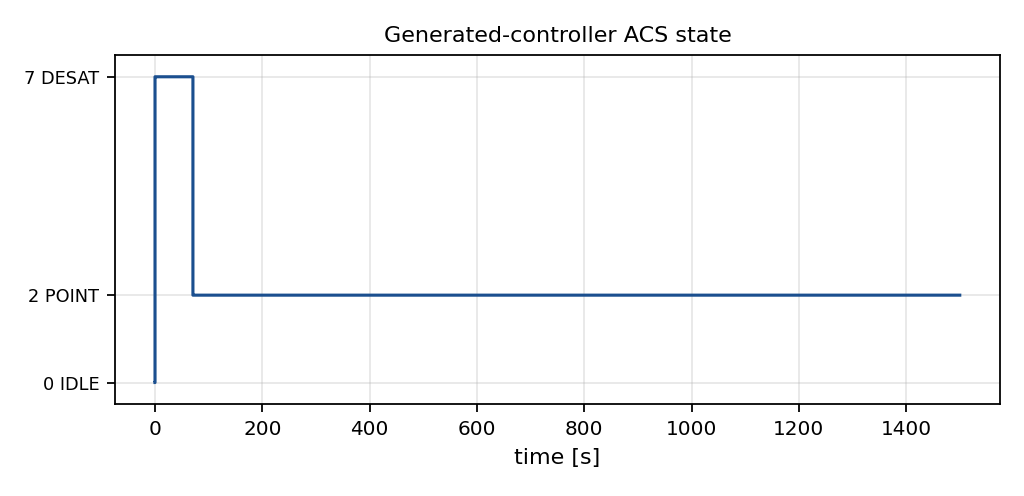 Generated-controller ACS state
7 DESAT
2 POINT
0 IDLE
0 200 400 600 800 1000 1200 1400
time [s]